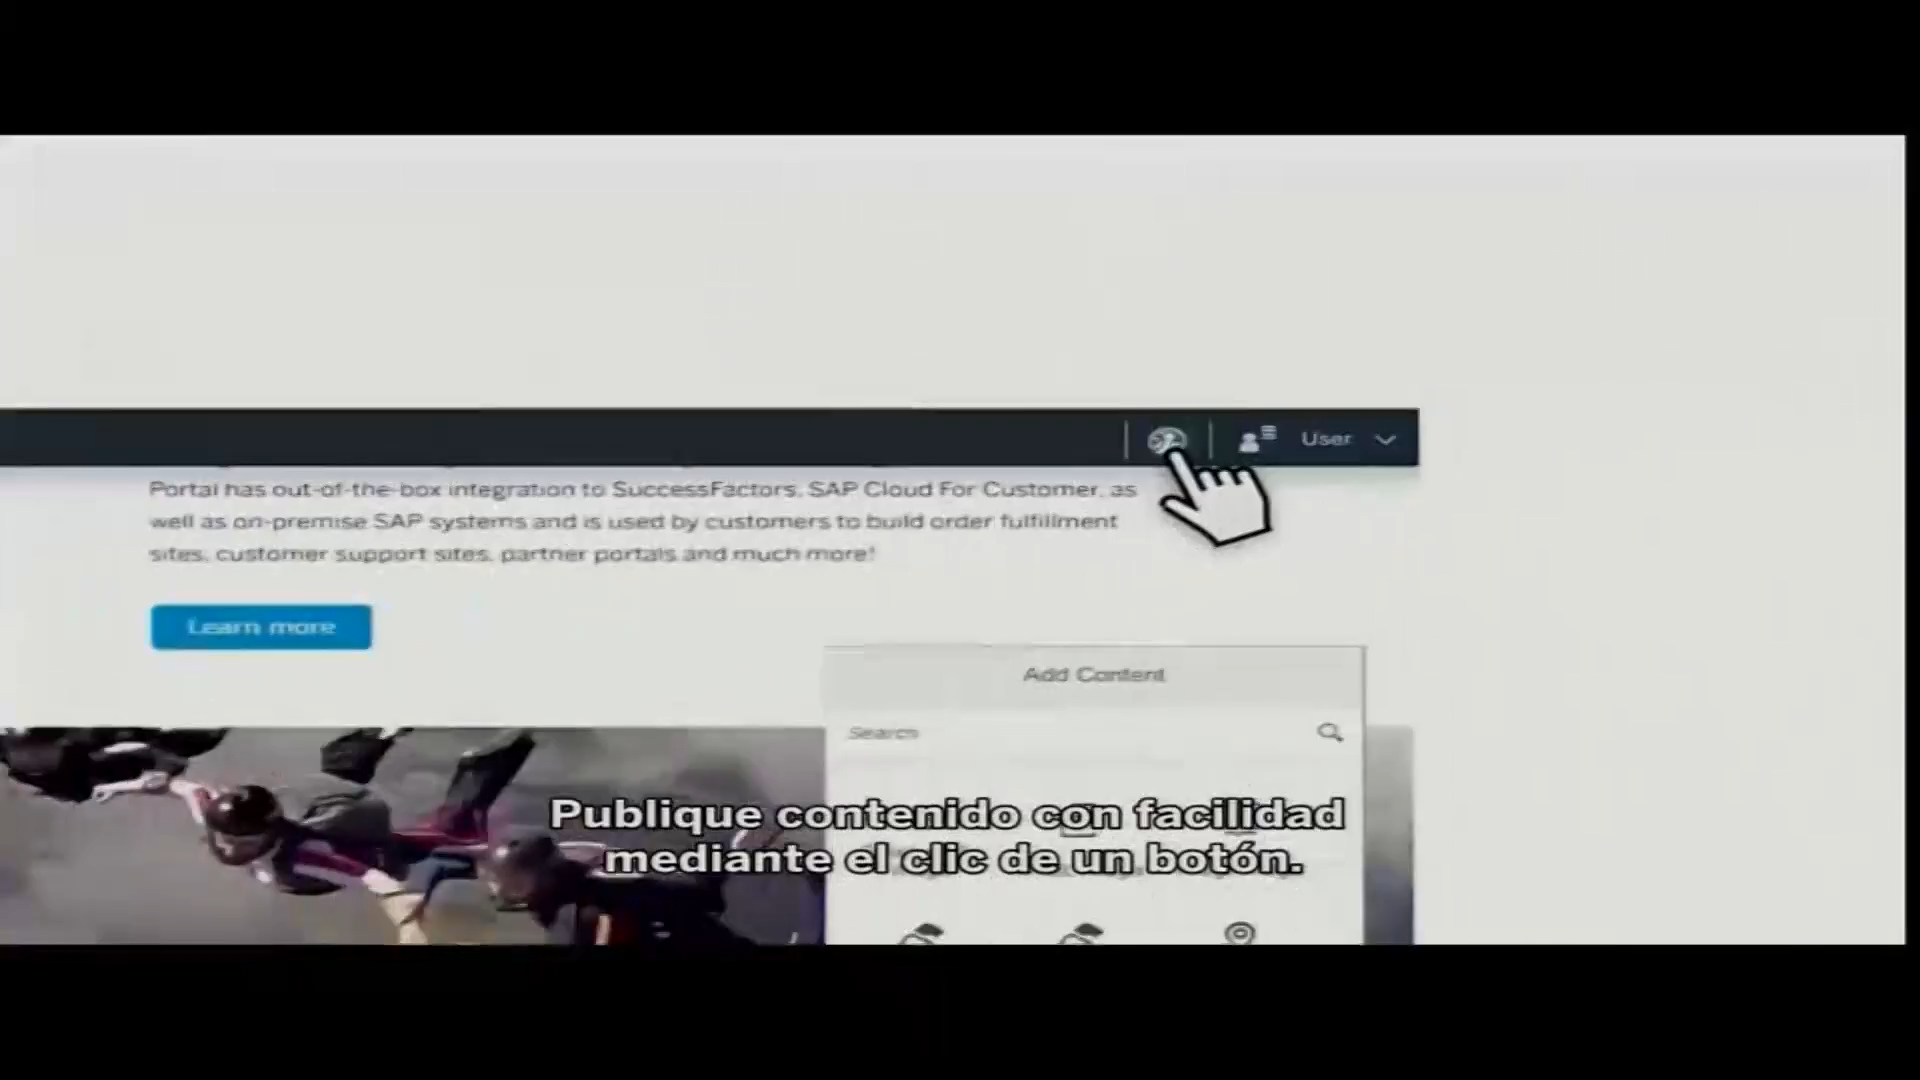 User
Portal has out-of-the-box integration to SuccessFactors, SAP Cloud For Customer, as
well as on-premise SAP systems and is used by customers to build order fulfillment
sites, customer support sites, partner portals and much more!
Learn more
Add Content
Search
Publique contenido con facilidad
mediante el clic de un botón.